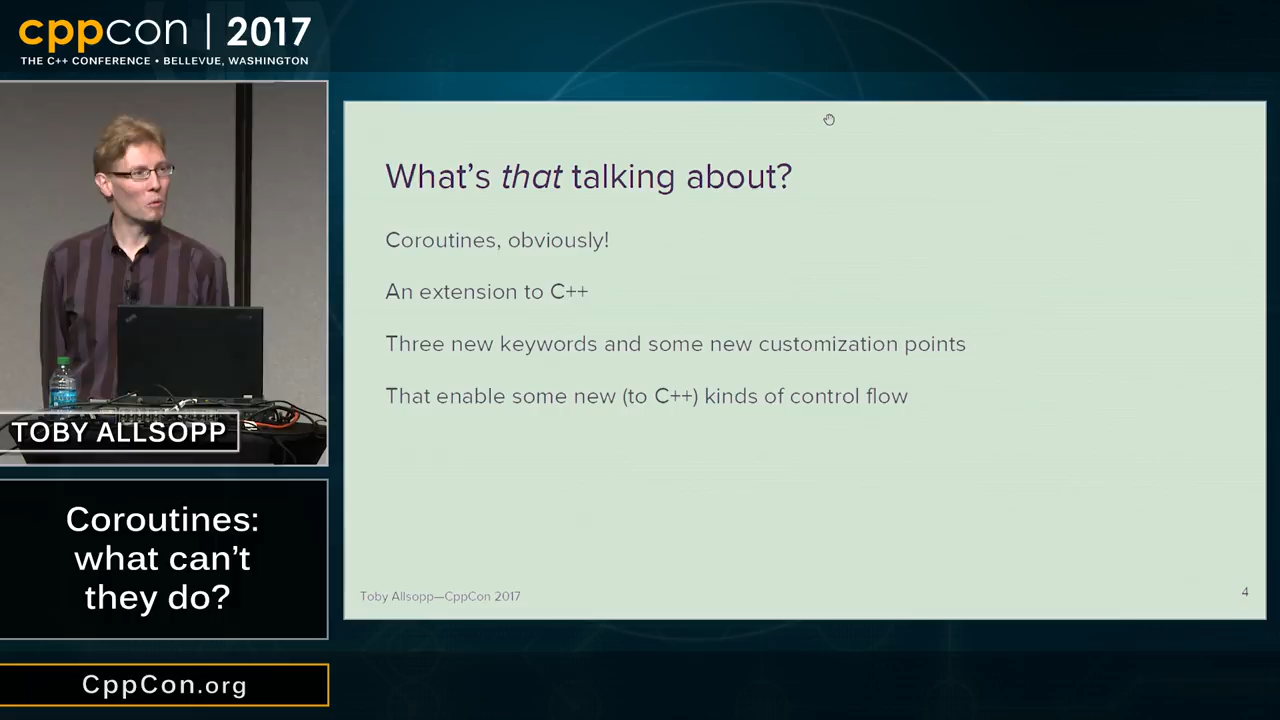 cppcon | 2017
THE C++ CONFERENCE • BELLEVUE, WASHINGTON
TOBY ALLSOPP
Coroutines:
what can't
they do?
CppCon.org
What's that talking about?
Coroutines, obviously!
An extension to C++
Three new keywords and some new customization points
That enable some new (to C++) kinds of control flow
Toby Allsopp—CppCon 2017
4